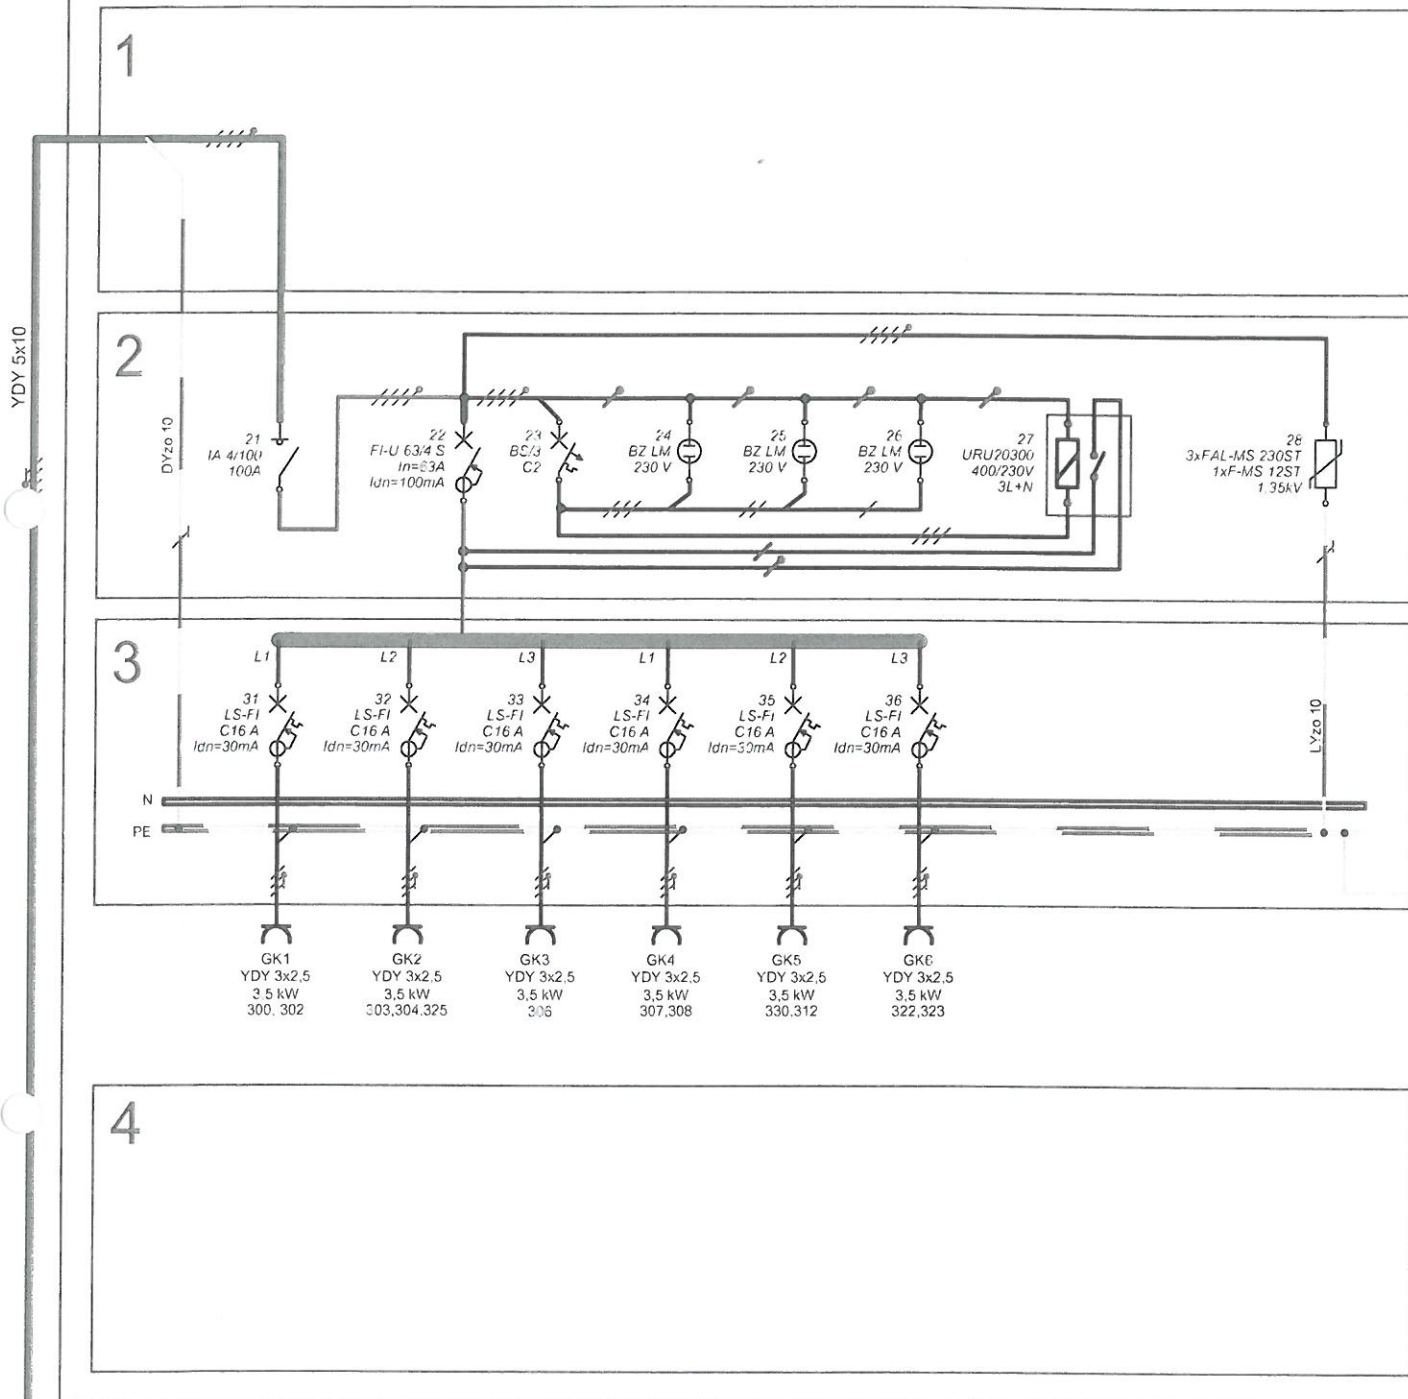 1
YDY 5x10
2
DYzo 10
21
IA 4/100
100A
22
FI-U 63/4 S
In=63A
Idn=100mA
23
BS/3
C2
24
BZ LM
230 V
25
BZ LM
230 V
26
BZ LM
230 V
27
URU20300
400/230V
3L+N
28
3xFAL-MS 230ST
1xF-MS 12ST
1,35kV
3
L1
L2
L3
L1
L2
L3
31
LS-FI
C16 A
Idn=30mA
32
LS-FI
C16 A
Idn=30mA
33
LS-FI
C16 A
Idn=30mA
34
LS-FI
C16 A
Idn=30mA
35
LS-FI
C16 A
Idn=30mA
36
LS-FI
C16 A
Idn=30mA
LYzo 10
N
PE
GK1
YDY 3x2,5
3,5 kW
300, 302
GK2
YDY 3x2,5
3,5 kW
303,304,325
GK3
YDY 3x2,5
3,5 kW
306
GK4
YDY 3x2,5
3,5 kW
307,308
GK5
YDY 3x2,5
3,5 kW
330,312
GK6
YDY 3x2,5
3,5 kW
322,323
4